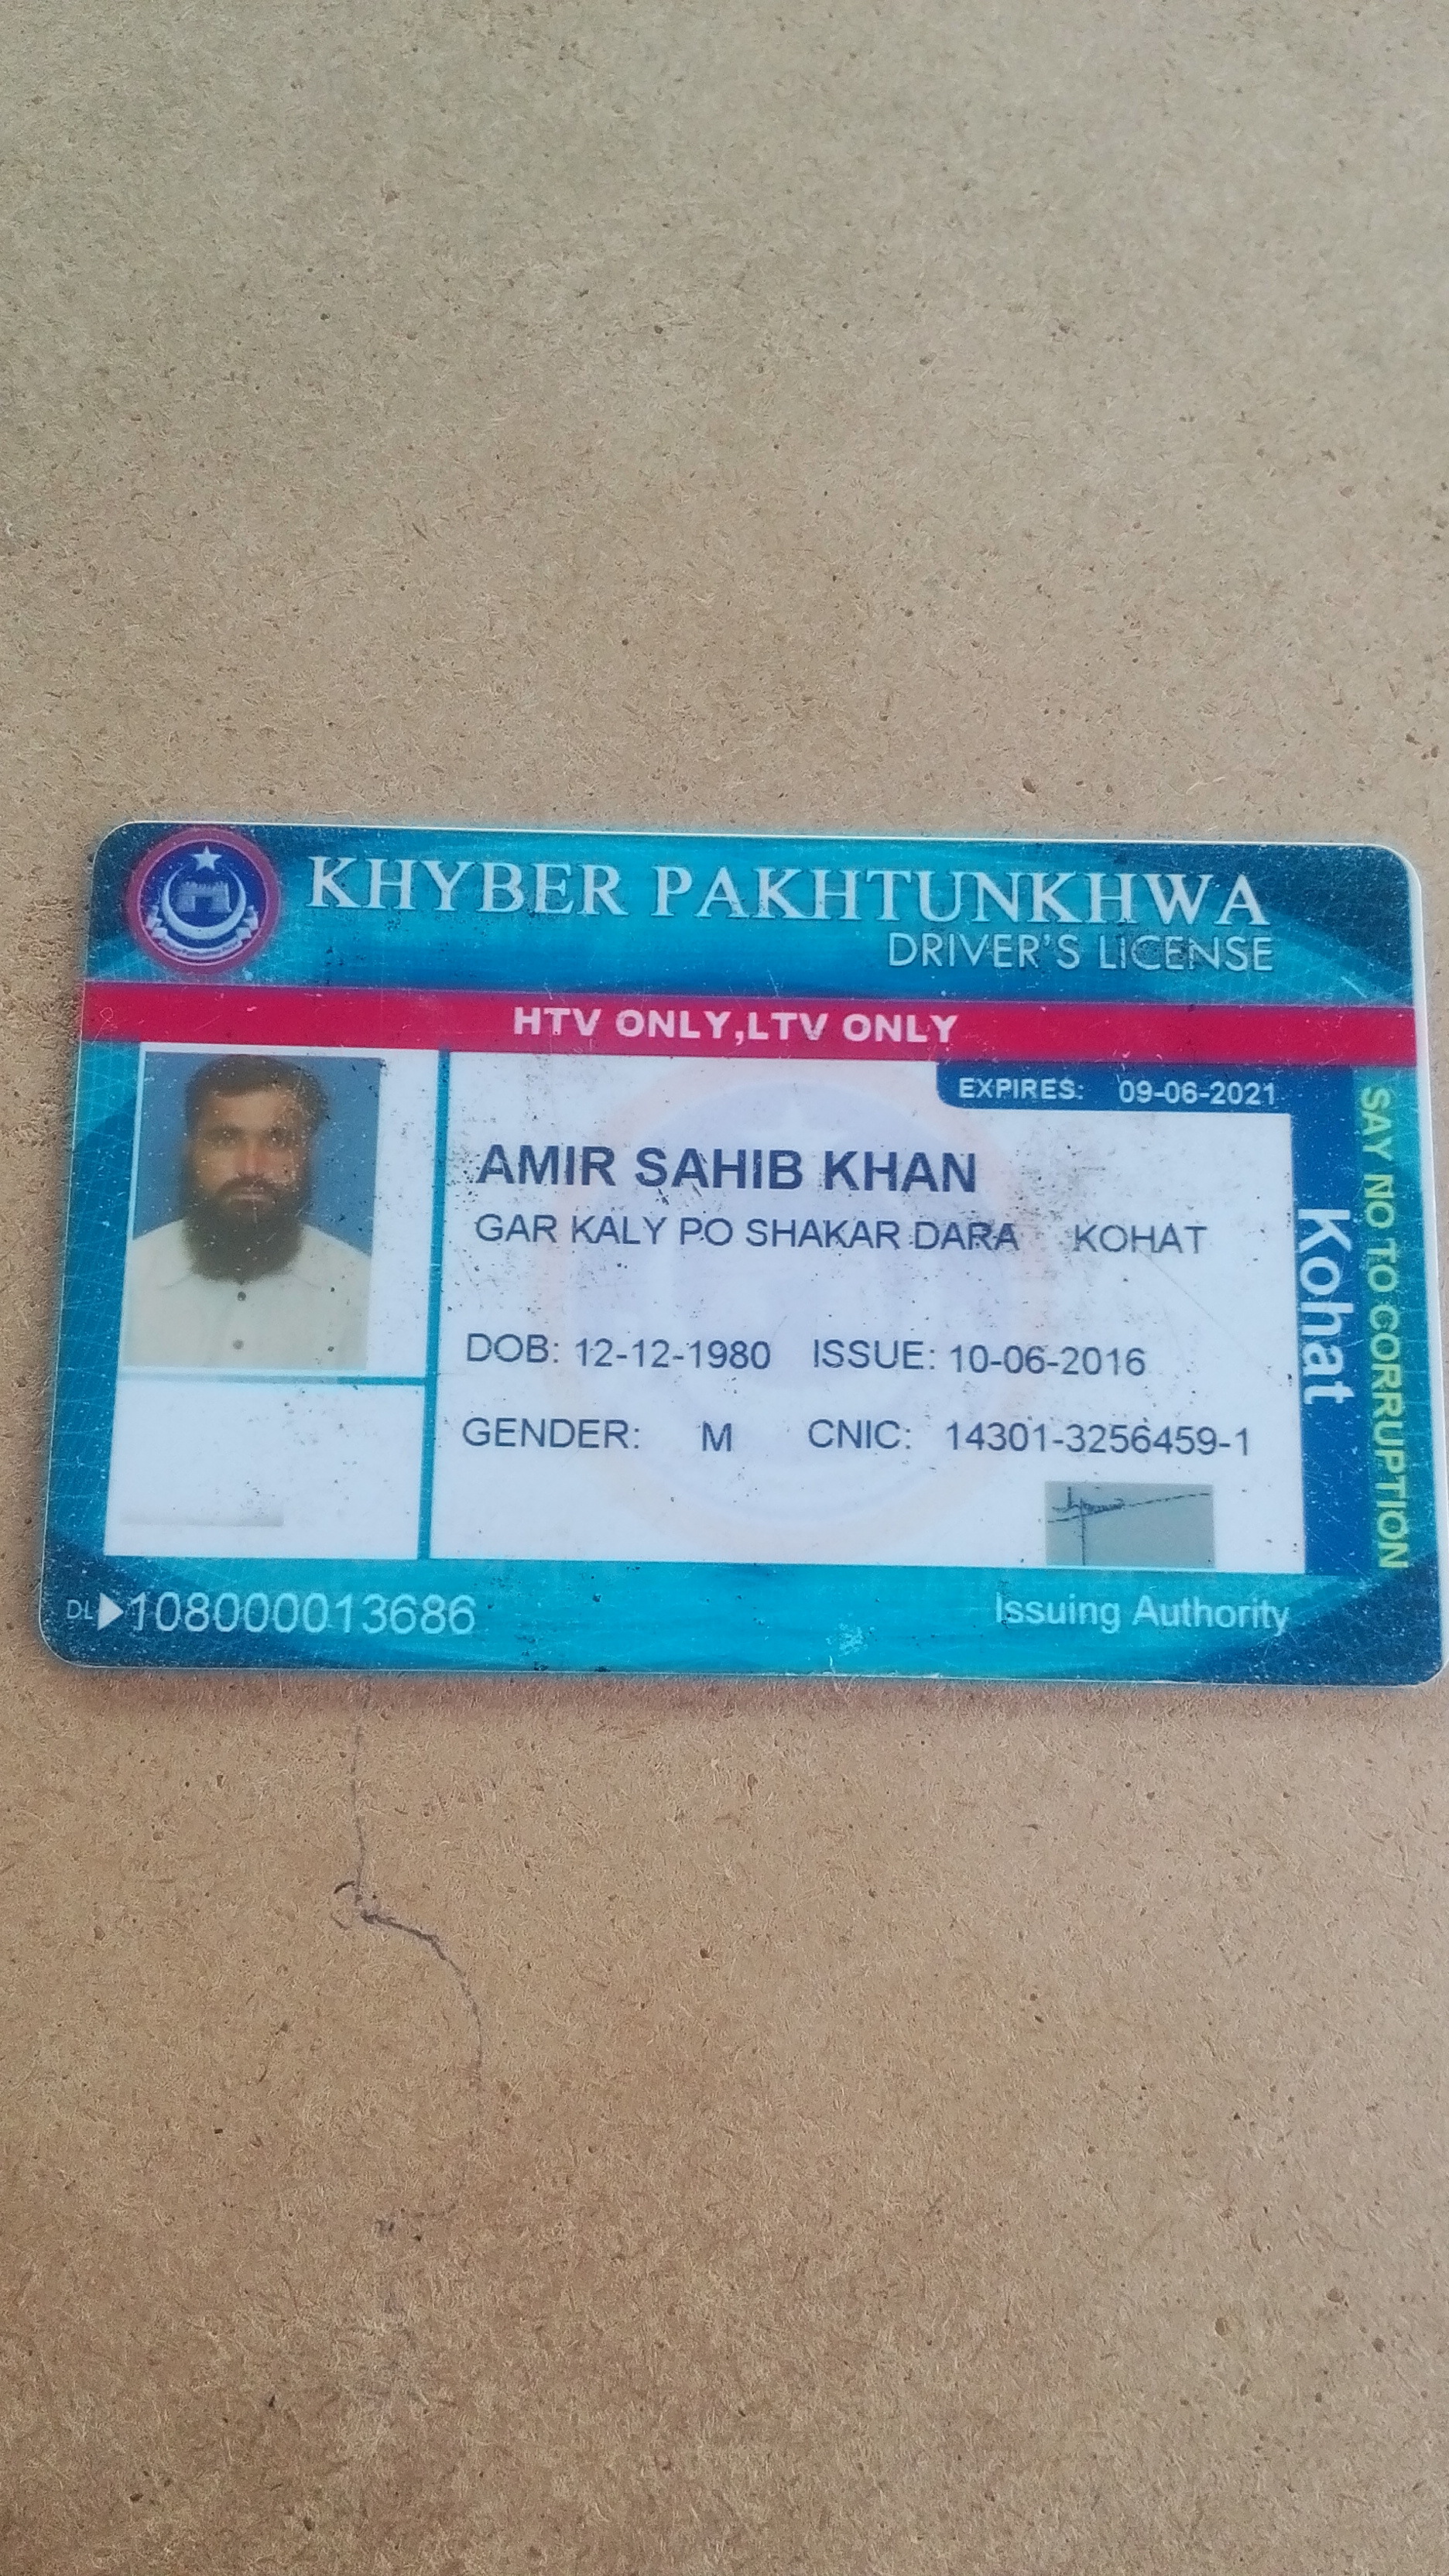 KHYBER PAKHTUNKHWA
DRIVER'S LICENSE
HTV ONLY,LTV ONLY
EXPIRES: 09-06-2021
AMIR SAHIB KHAN
GAR KALY PO SHAKAR DARA KOHAT
DOB: 12-12-1980 ISSUE: 10-06-2016
GENDER: M CNIC: 14301-3256459-1
Kohat
SAY NO TO CORRUPTION
DL 108000013686
Issuing Authority